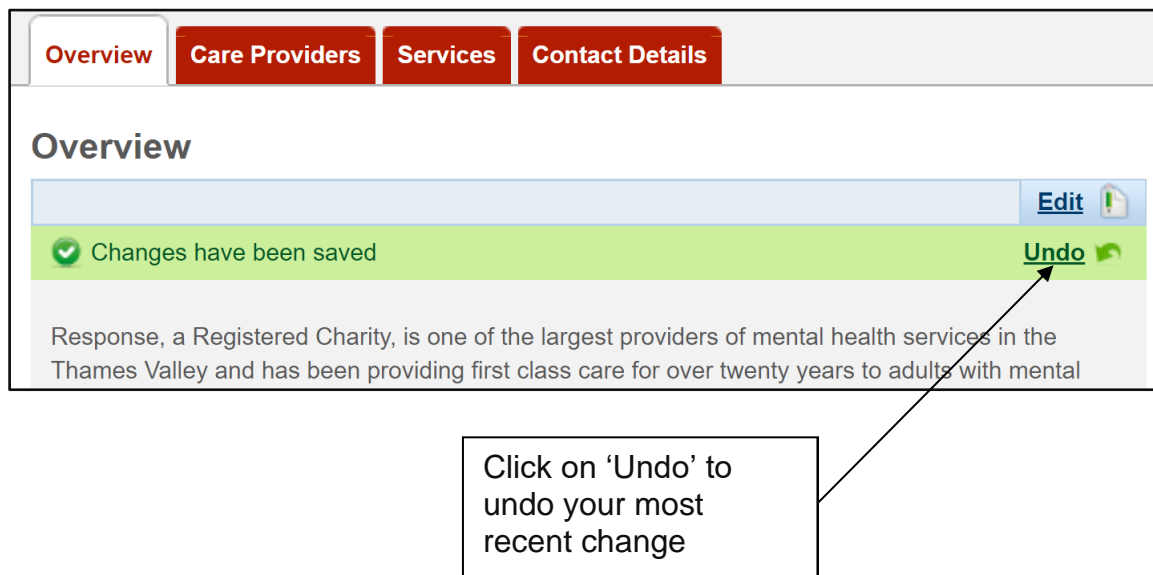 Overview Care Providers Services Contact Details
Overview
Edit
Changes have been saved Undo
Response, a Registered Charity, is one of the largest providers of mental health services in the
Thames Valley and has been providing first class care for over twenty years to adults with mental
Click on ‘Undo’ to
undo your most
recent change